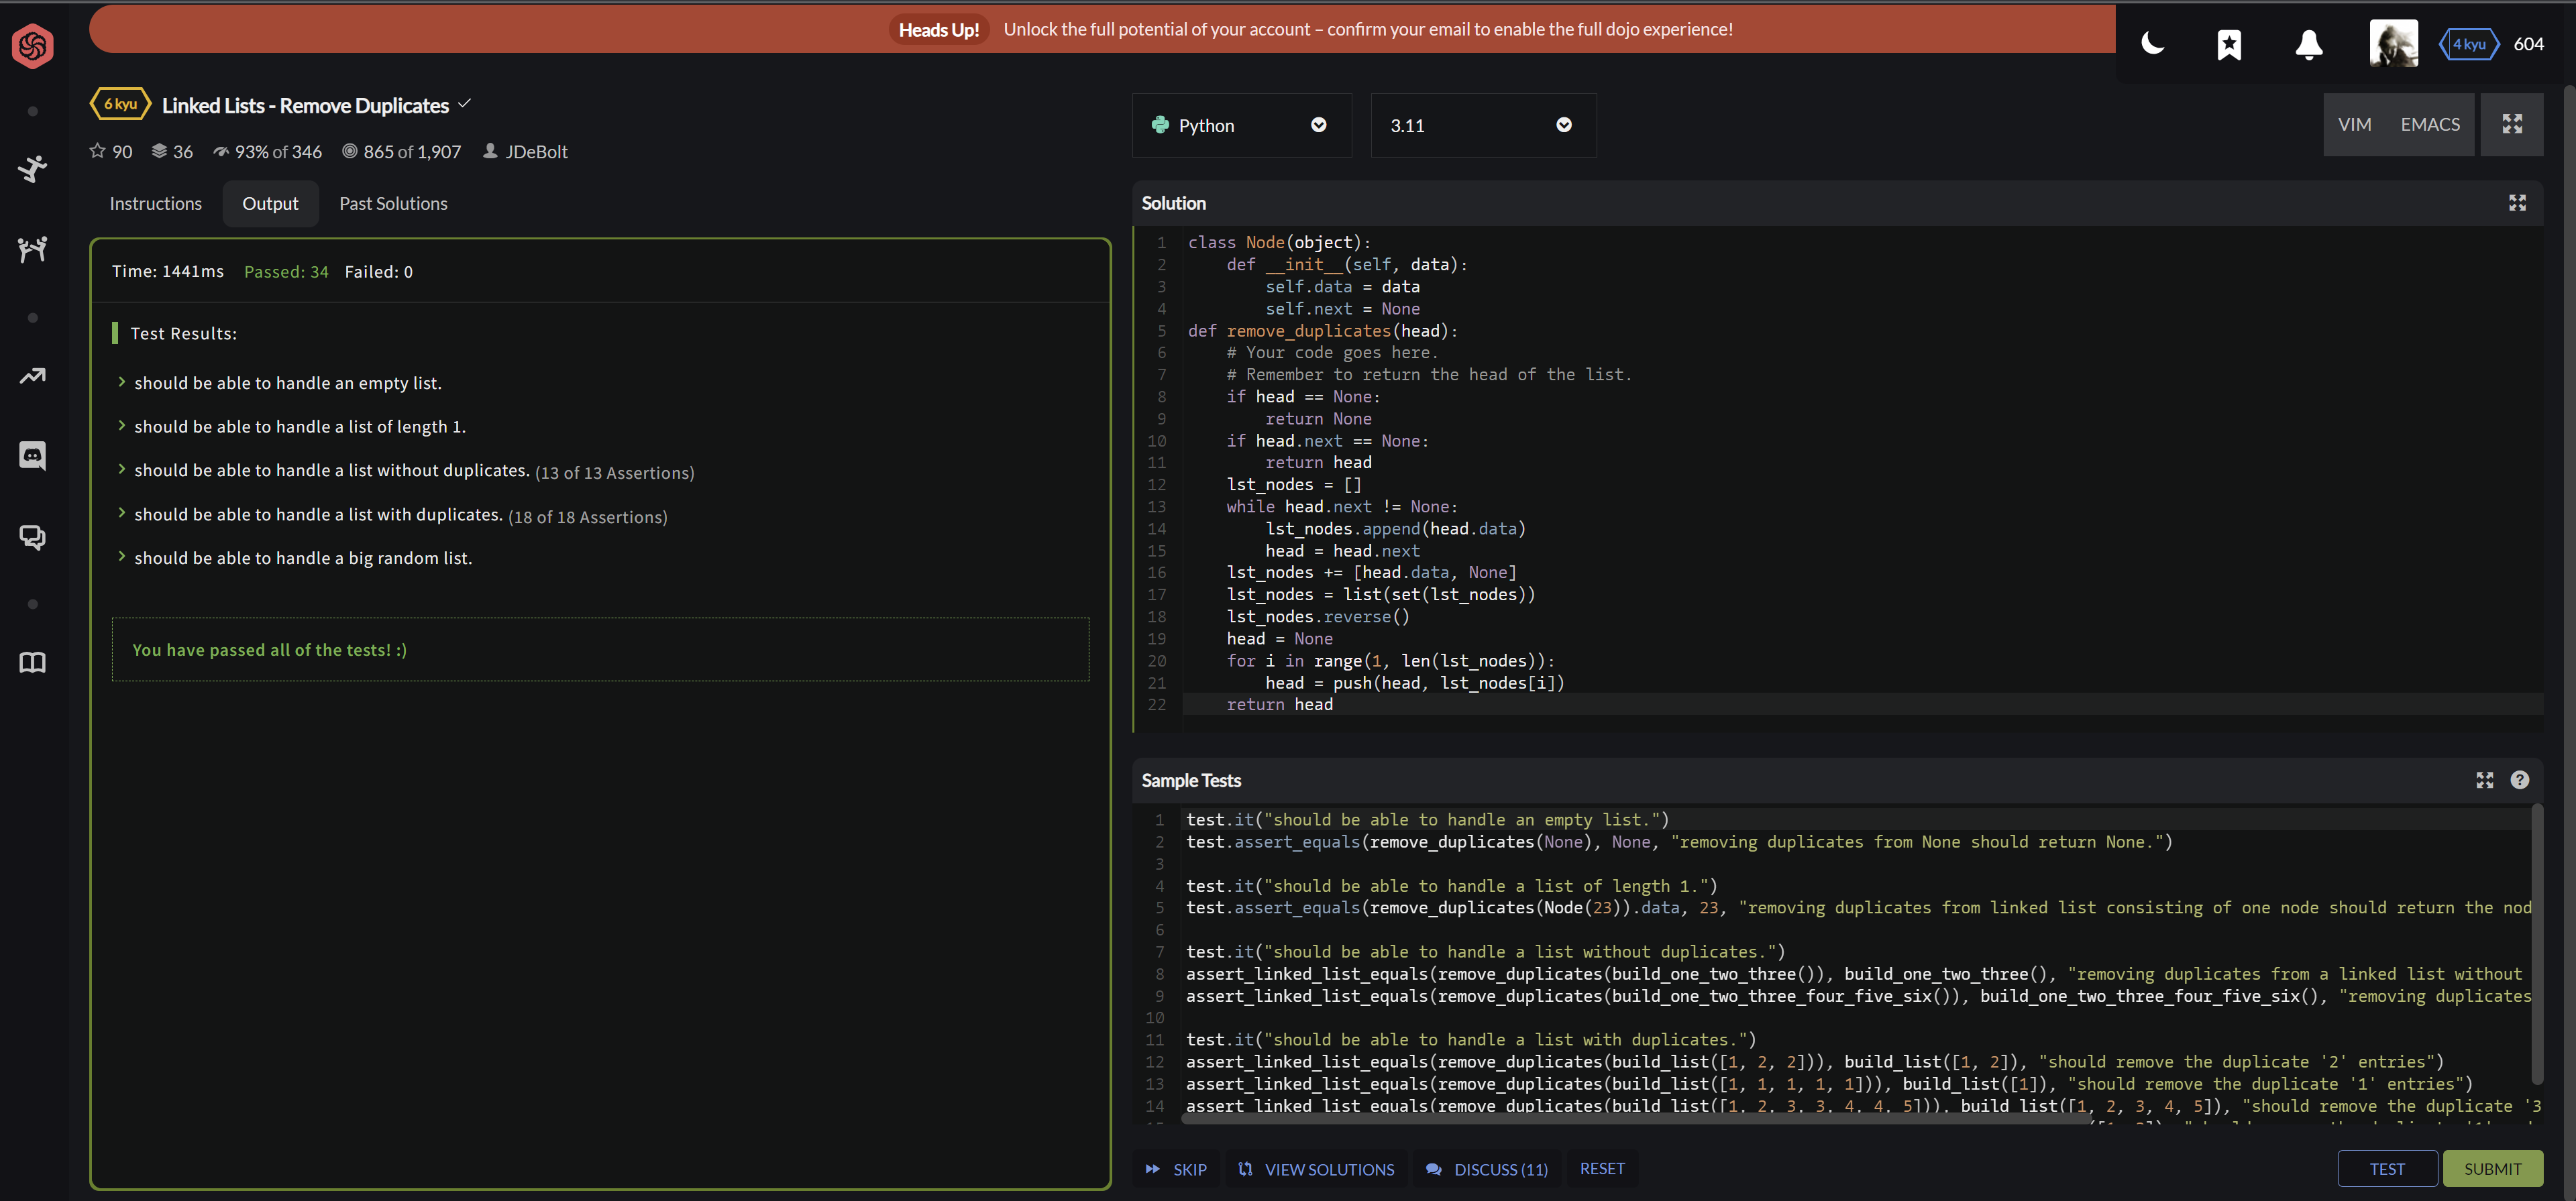 Heads Up! Unlock the full potential of your account – confirm your email to enable the full dojo experience!
4 kyu 604
6 kyu Linked Lists - Remove Duplicates
90 36 93% of 346 865 of 1,907 JDeBolt
Instructions Output Past Solutions
Time: 1441ms Passed: 34 Failed: 0
Test Results:
should be able to handle an empty list.
should be able to handle a list of length 1.
should be able to handle a list without duplicates. (13 of 13 Assertions)
should be able to handle a list with duplicates. (18 of 18 Assertions)
should be able to handle a big random list.
You have passed all of the tests! :)
Python 3.11 VIM EMACS
Solution
1 class Node(object):
2 def __init__(self, data):
3 self.data = data
4 self.next = None
5 def remove_duplicates(head):
6 # Your code goes here.
7 # Remember to return the head of the list.
8 if head == None:
9 return None
10 if head.next == None:
11 return head
12 lst_nodes = []
13 while head.next != None:
14 lst_nodes.append(head.data)
15 head = head.next
16 lst_nodes += [head.data, None]
17 lst_nodes = list(set(lst_nodes))
18 lst_nodes.reverse()
19 head = None
20 for i in range(1, len(lst_nodes)):
21 head = push(head, lst_nodes[i])
22 return head
Sample Tests
1 test.it("should be able to handle an empty list.")
2 test.assert_equals(remove_duplicates(None), None, "removing duplicates from None should return None.")
3
4 test.it("should be able to handle a list of length 1.")
5 test.assert_equals(remove_duplicates(Node(23)).data, 23, "removing duplicates from linked list consisting of one node should return the nod
6
7 test.it("should be able to handle a list without duplicates.")
8 assert_linked_list_equals(remove_duplicates(build_one_two_three()), build_one_two_three(), "removing duplicates from a linked list without
9 assert_linked_list_equals(remove_duplicates(build_one_two_three_four_five_six()), build_one_two_three_four_five_six(), "removing duplicates
10
11 test.it("should be able to handle a list with duplicates.")
12 assert_linked_list_equals(remove_duplicates(build_list([1, 2, 2])), build_list([1, 2]), "should remove the duplicate '2' entries")
13 assert_linked_list_equals(remove_duplicates(build_list([1, 1, 1, 1, 1])), build_list([1]), "should remove the duplicate '1' entries")
14 assert_linked_list_equals(remove_duplicates(build_list([1, 2, 3, 3, 4, 4, 5])), build_list([1, 2, 3, 4, 5]), "should remove the duplicate '3
SKIP VIEW SOLUTIONS DISCUSS (11) RESET TEST SUBMIT